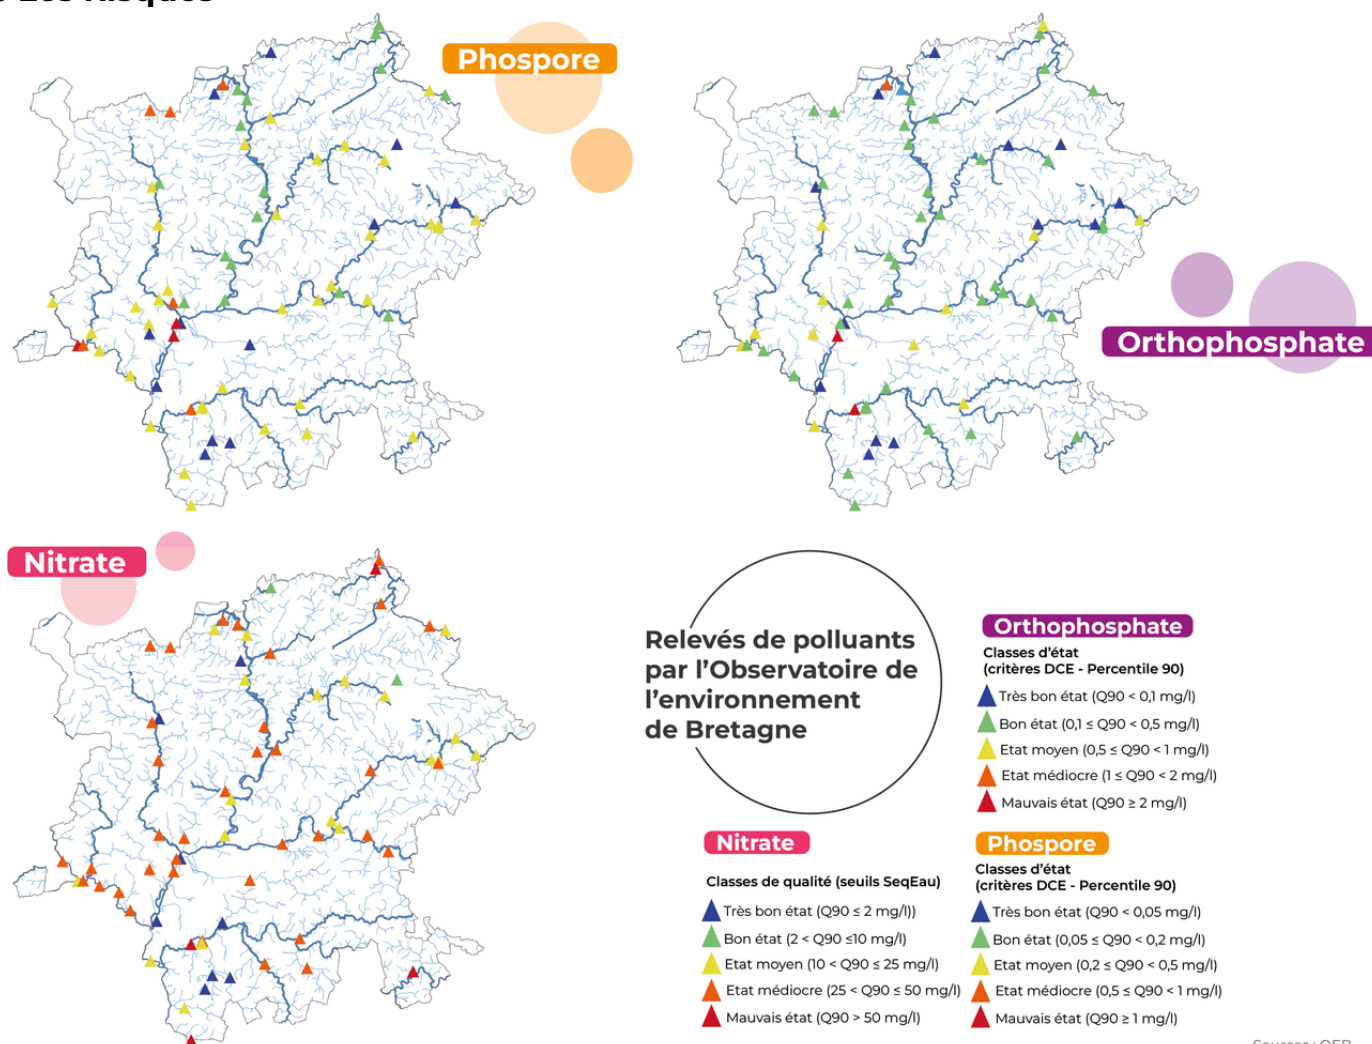 Les Risques
Phospore
Orthophosphate
Nitrate
Relevés de polluants
par l'Observatoire de
l'environnement
de Bretagne
Orthophosphate
Classes d'état
(critères DCE - Percentile 90)
Très bon état (Q90 < 0,1 mg/l)
Bon état (0,1 ≤ Q90 < 0,5 mg/l)
Etat moyen (0,5 ≤ Q90 < 1 mg/l)
Etat médiocre (1 ≤ Q90 < 2 mg/l)
Mauvais état (Q90 ≥ 2 mg/l)
Nitrate
Classes de qualité (seuils SeqEau)
Très bon état (Q90 ≤ 2 mg/l))
Bon état (2 < Q90 ≤10 mg/l)
Etat moyen (10 < Q90 ≤ 25 mg/l)
Etat médiocre (25 < Q90 ≤ 50 mg/l)
Mauvais état (Q90 > 50 mg/l)
Phospore
Classes d'état
(critères DCE - Percentile 90)
Très bon état (Q90 < 0,05 mg/l)
Bon état (0,05 ≤ Q90 < 0,2 mg/l)
Etat moyen (0,2 ≤ Q90 < 0,5 mg/l)
Etat médiocre (0,5 ≤ Q90 < 1 mg/l)
Mauvais état (Q90 ≥ 1 mg/l)